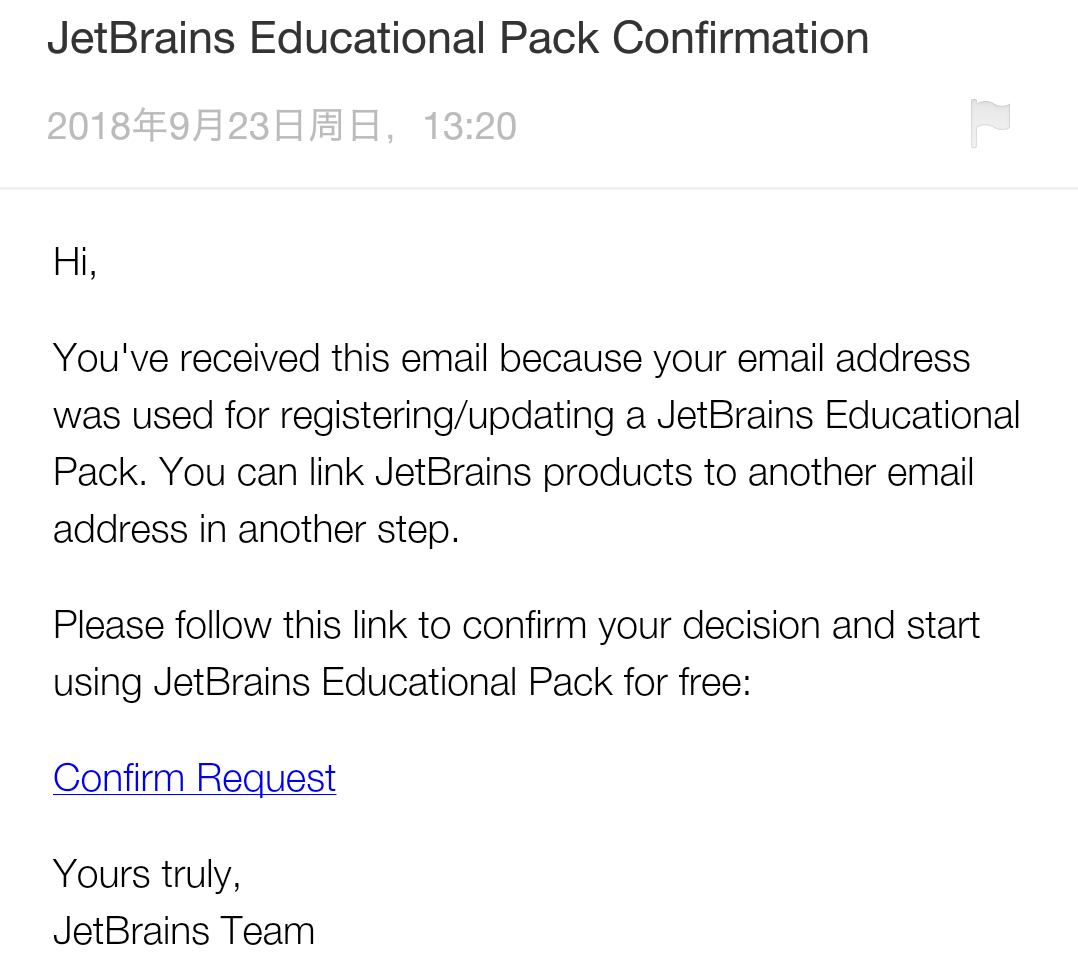 JetBrains Educational Pack Confirmation
2018年9月23日周日，13:20
Hi,
You've received this email because your email address
was used for registering/updating a JetBrains Educational
Pack. You can link JetBrains products to another email
address in another step.
Please follow this link to confirm your decision and start
using JetBrains Educational Pack for free:
Confirm Request
Yours truly,
JetBrains Team